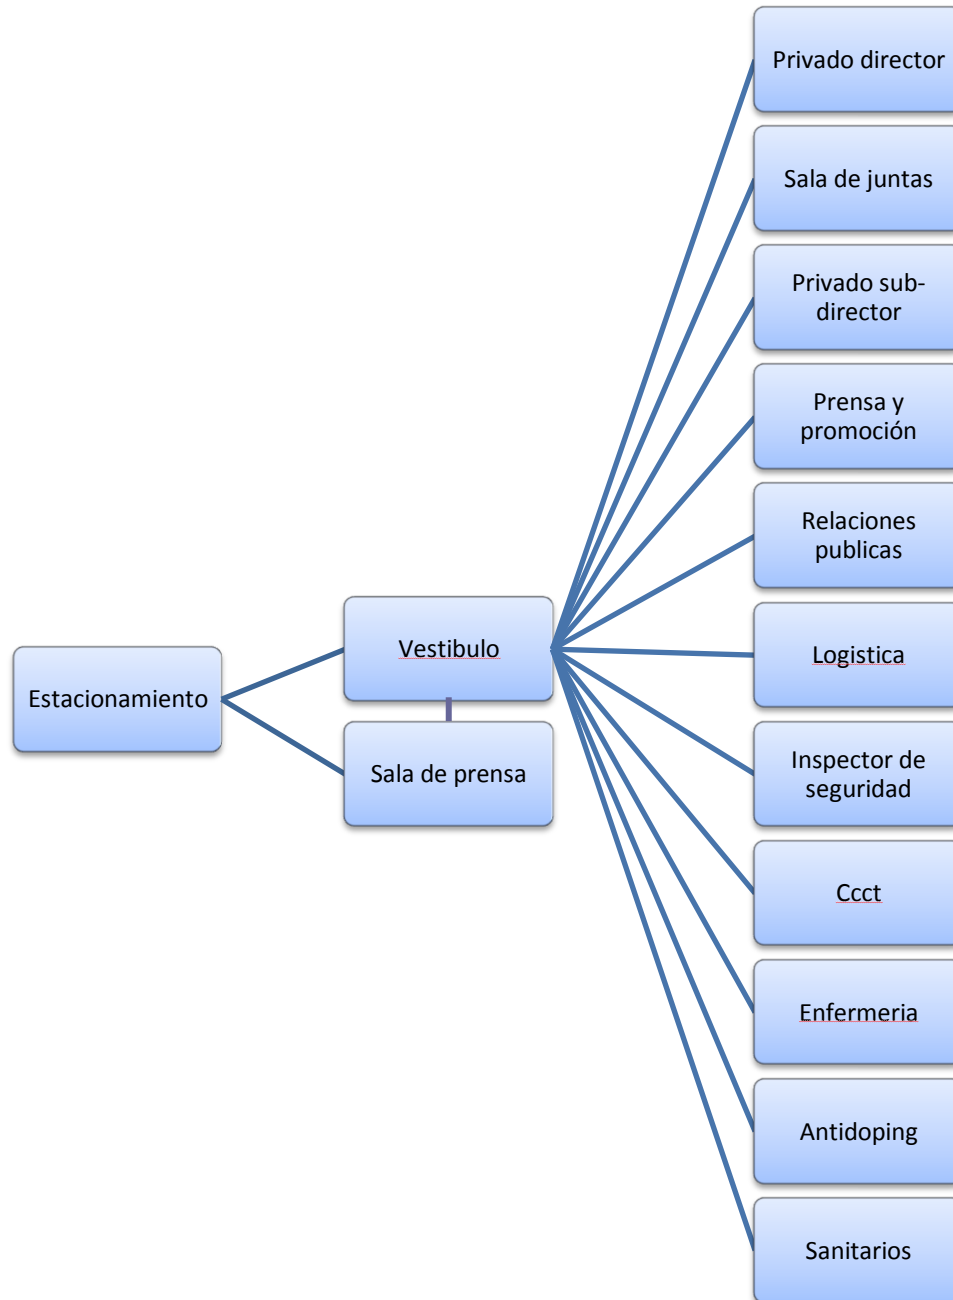 Estacionamiento
Vestibulo
Sala de prensa
Privado director
Sala de juntas
Privado sub-
director
Prensa y
promoción
Relaciones
publicas
Logistica
Inspector de
seguridad
Ccct
Enfermeria
Antidoping
Sanitarios